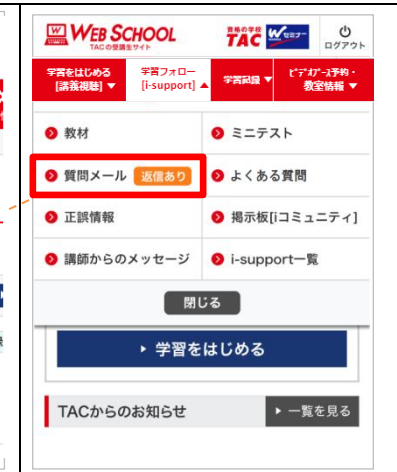 WEB SCHOOL
TACの受講生サイト
資格の学校
TAC
Wセミナー
ログアウト
学習をはじめる
[講義視聴] ▼
学習フォロー
[i-support] ▲
学習記録 ▼
ビデオブース予約・
教室情報 ▼
教材
ミニテスト
質問メール 返信あり
よくある質問
正誤情報
掲示板[iコミュニティ]
講師からのメッセージ
i-support一覧
閉じる
学習をはじめる
TACからのお知らせ
一覧を見る